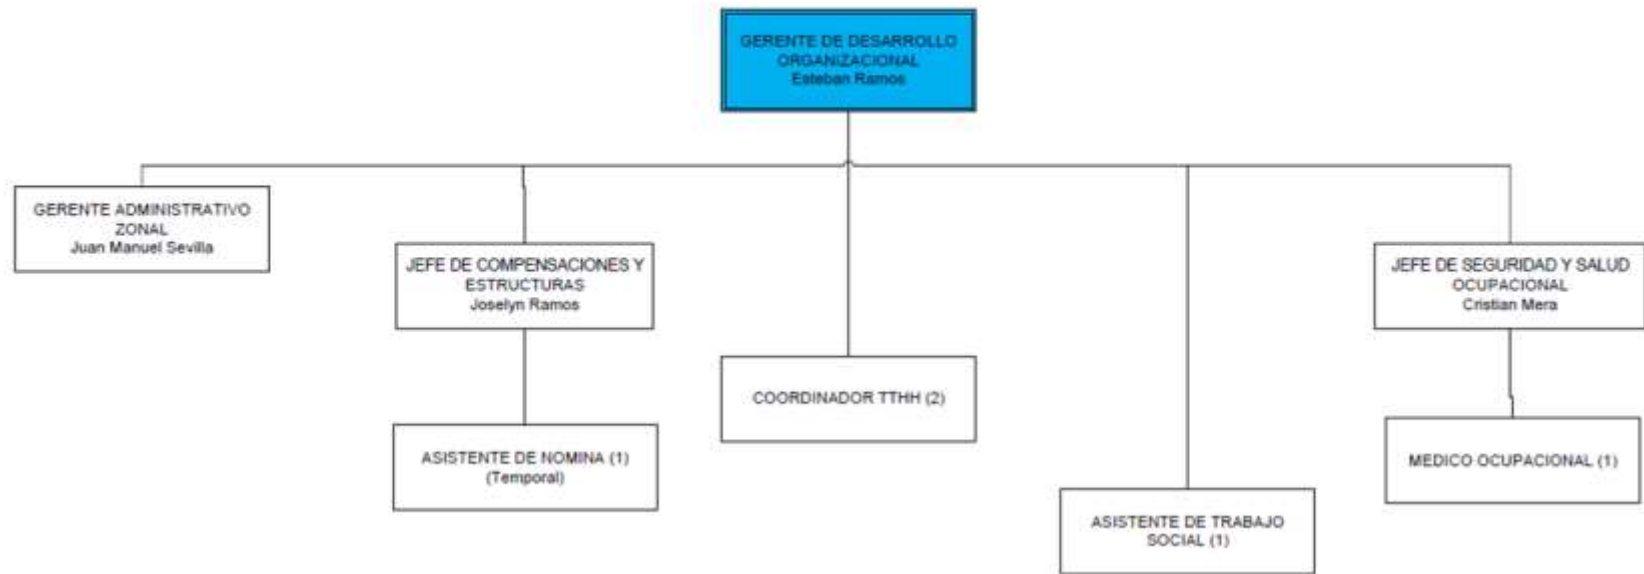 GERENTE DE DESARROLLO
ORGANIZACIONAL
Esteban Ramos
GERENTE ADMINISTRATIVO
ZONAL
Juan Manuel Sevilla
JEFE DE COMPENSACIONES Y
ESTRUCTURAS
Joselyn Ramos
JEFE DE SEGURIDAD Y SALUD
OCUPACIONAL
Cristian Mera
COORDINADOR TTHH (2)
ASISTENTE DE NOMINA (1)
(Temporal)
MEDICO OCUPACIONAL (1)
ASISTENTE DE TRABAJO
SOCIAL (1)